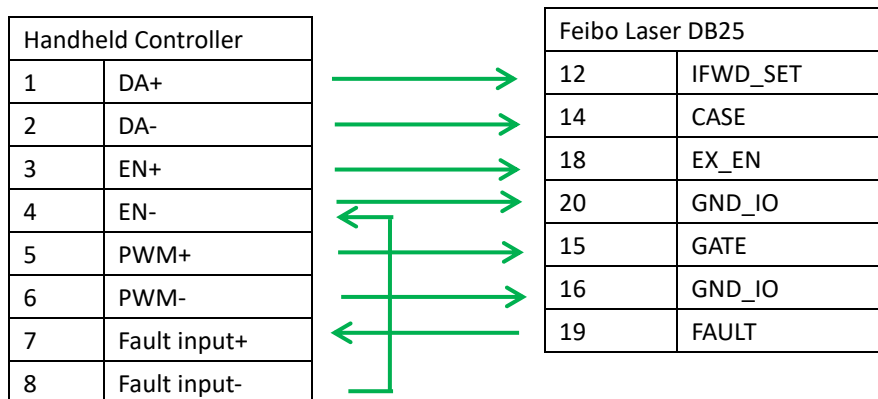 Handheld Controller
1 DA+
2 DA-
3 EN+
4 EN-
5 PWM+
6 PWM-
7 Fault input+
8 Fault input-
Feibo Laser DB25
12 IFWD_SET
14 CASE
18 EX_EN
20 GND_IO
15 GATE
16 GND_IO
19 FAULT